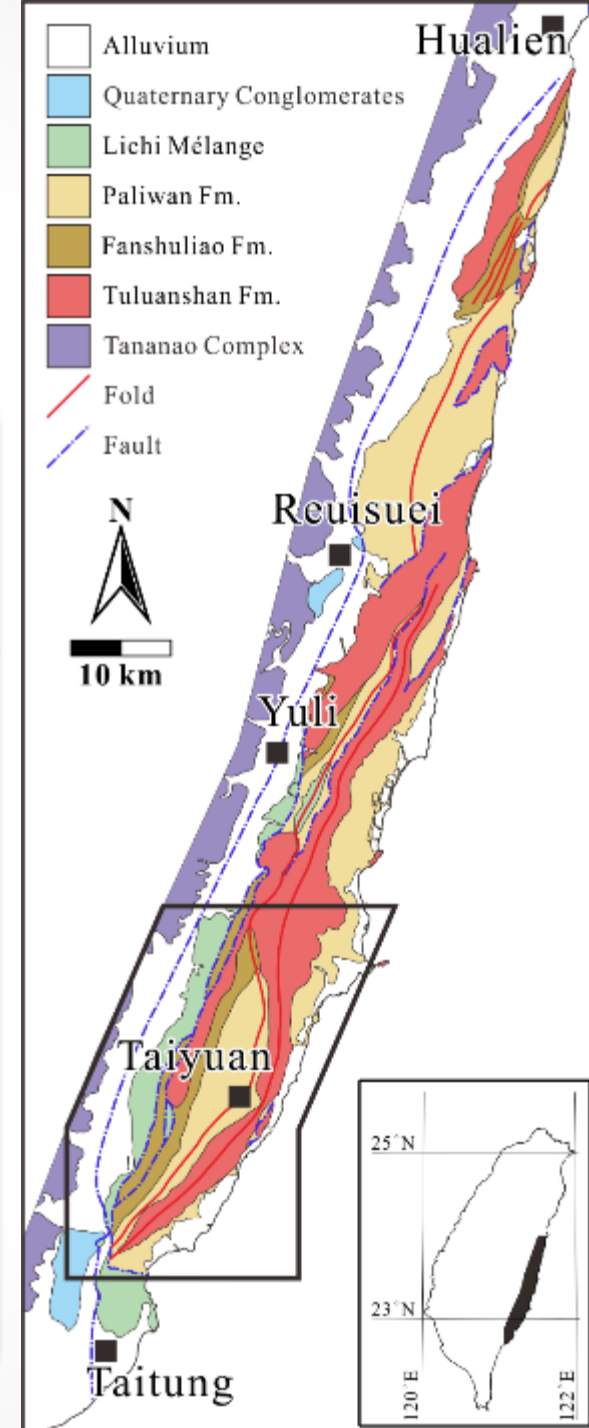 Hualien
Alluvium
Quaternary Conglomerates
Lichi Mélange
Paliwan Fm.
Fanshuliao Fm.
Tuluanshan Fm.
Tananao Complex
Fold
Fault
N
10 km
Reuisuei
Yuli
Taiyuan
Taitung
25°N
23°N
120°E
122°E